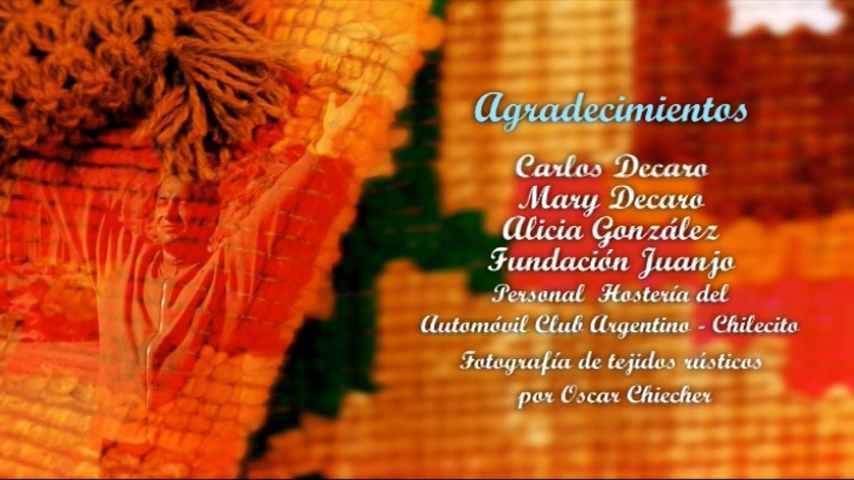 Agradecimientos
Carlos Decaro
Mary Decaro
Alicia González
Fundación Juanjo
Personal Hostería del
Automóvil Club Argentino - Chilecito
Fotografía de tejidos rústicos
por Oscar Chiecher